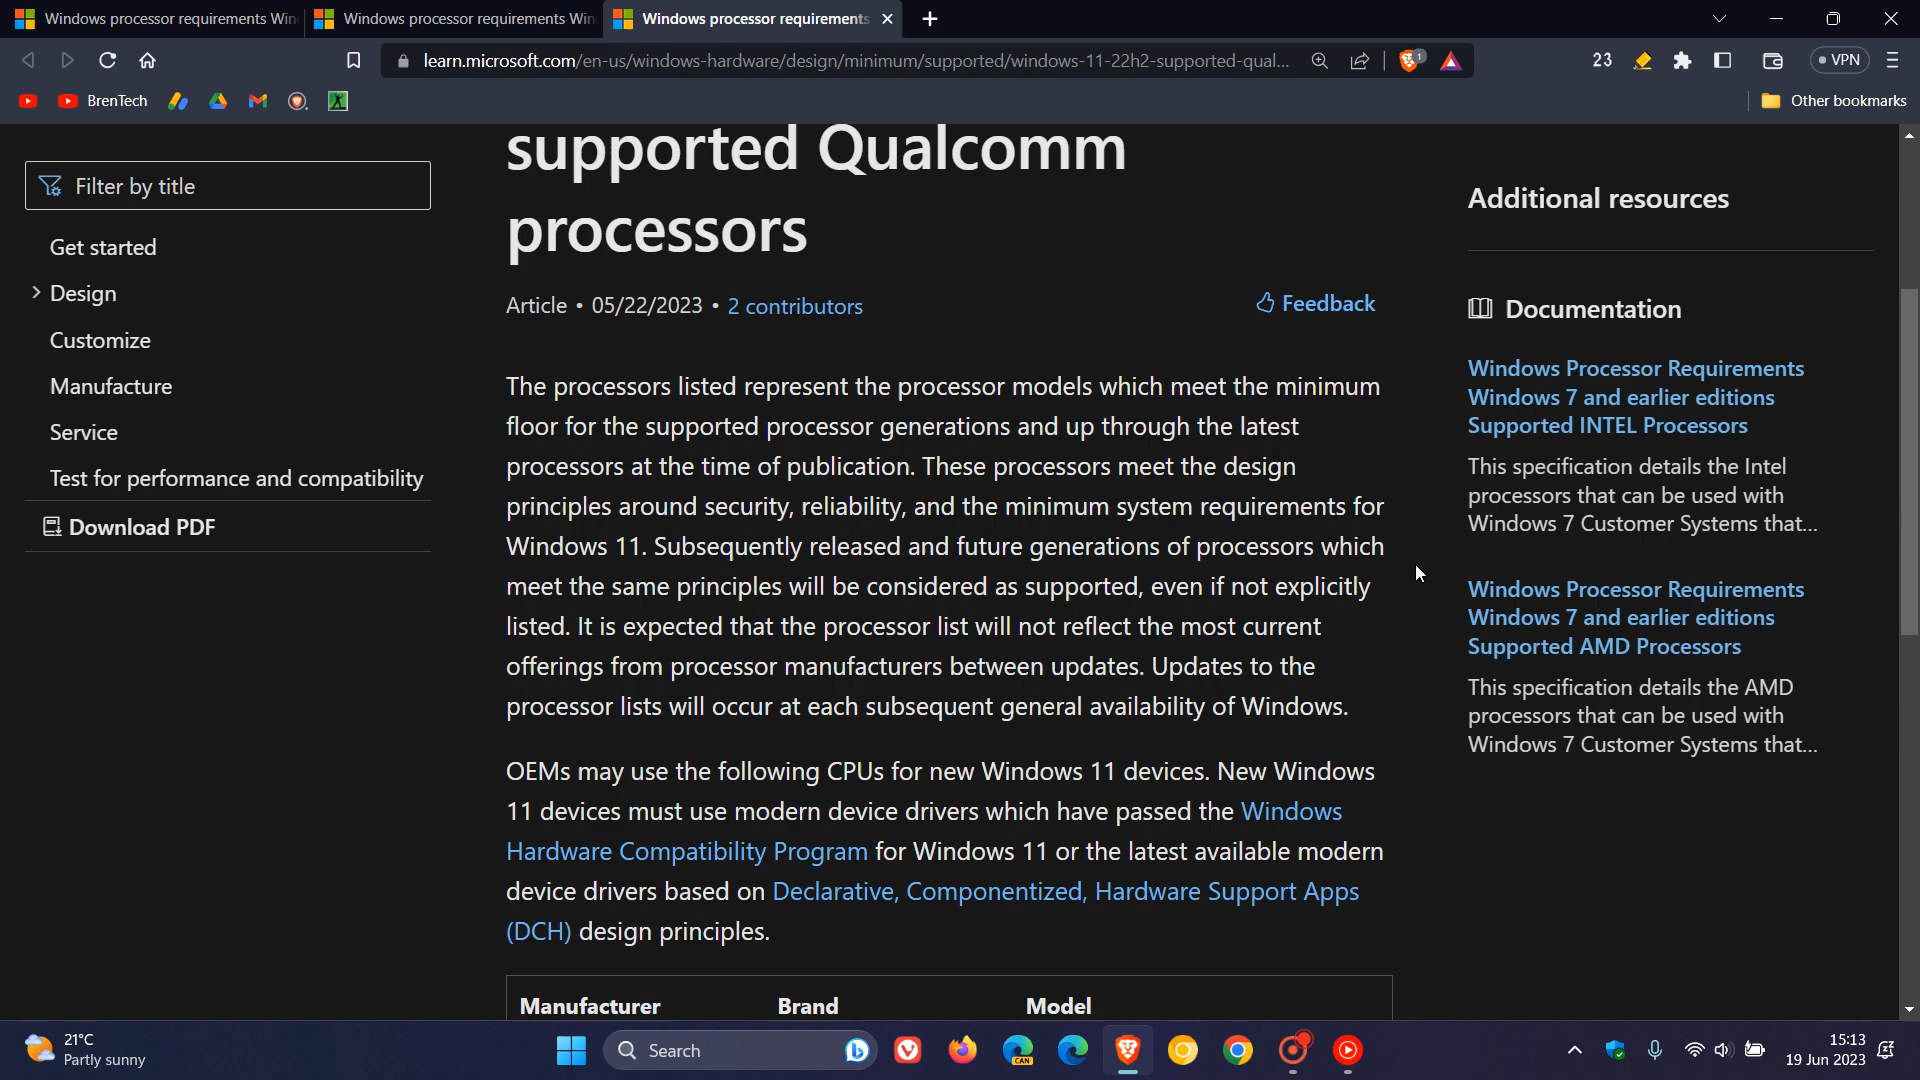 Windows processor requirements Win
Windows processor requirements Win
Windows processor requirements
learn.microsoft.com/en-us/windows-hardware/design/minimum/supported/windows-11-22h2-supported-qual...
1
23
VPN
BrenTech
Other bookmarks
Filter by title
Get started
Design
Customize
Manufacture
Service
Test for performance and compatibility
Download PDF
supported Qualcomm
processors
Article • 05/22/2023 • 2 contributors
Feedback
The processors listed represent the processor models which meet the minimum
floor for the supported processor generations and up through the latest
processors at the time of publication. These processors meet the design
principles around security, reliability, and the minimum system requirements for
Windows 11. Subsequently released and future generations of processors which
meet the same principles will be considered as supported, even if not explicitly
listed. It is expected that the processor list will not reflect the most current
offerings from processor manufacturers between updates. Updates to the
processor lists will occur at each subsequent general availability of Windows.
OEMs may use the following CPUs for new Windows 11 devices. New Windows
11 devices must use modern device drivers which have passed the Windows
Hardware Compatibility Program for Windows 11 or the latest available modern
device drivers based on Declarative, Componentized, Hardware Support Apps
(DCH) design principles.
Manufacturer Brand Model
Additional resources
Documentation
Windows Processor Requirements
Windows 7 and earlier editions
Supported INTEL Processors
This specification details the Intel
processors that can be used with
Windows 7 Customer Systems that...
Windows Processor Requirements
Windows 7 and earlier editions
Supported AMD Processors
This specification details the AMD
processors that can be used with
Windows 7 Customer Systems that...
21°C
Partly sunny
Search
CAN
15:13
19 Jun 2023